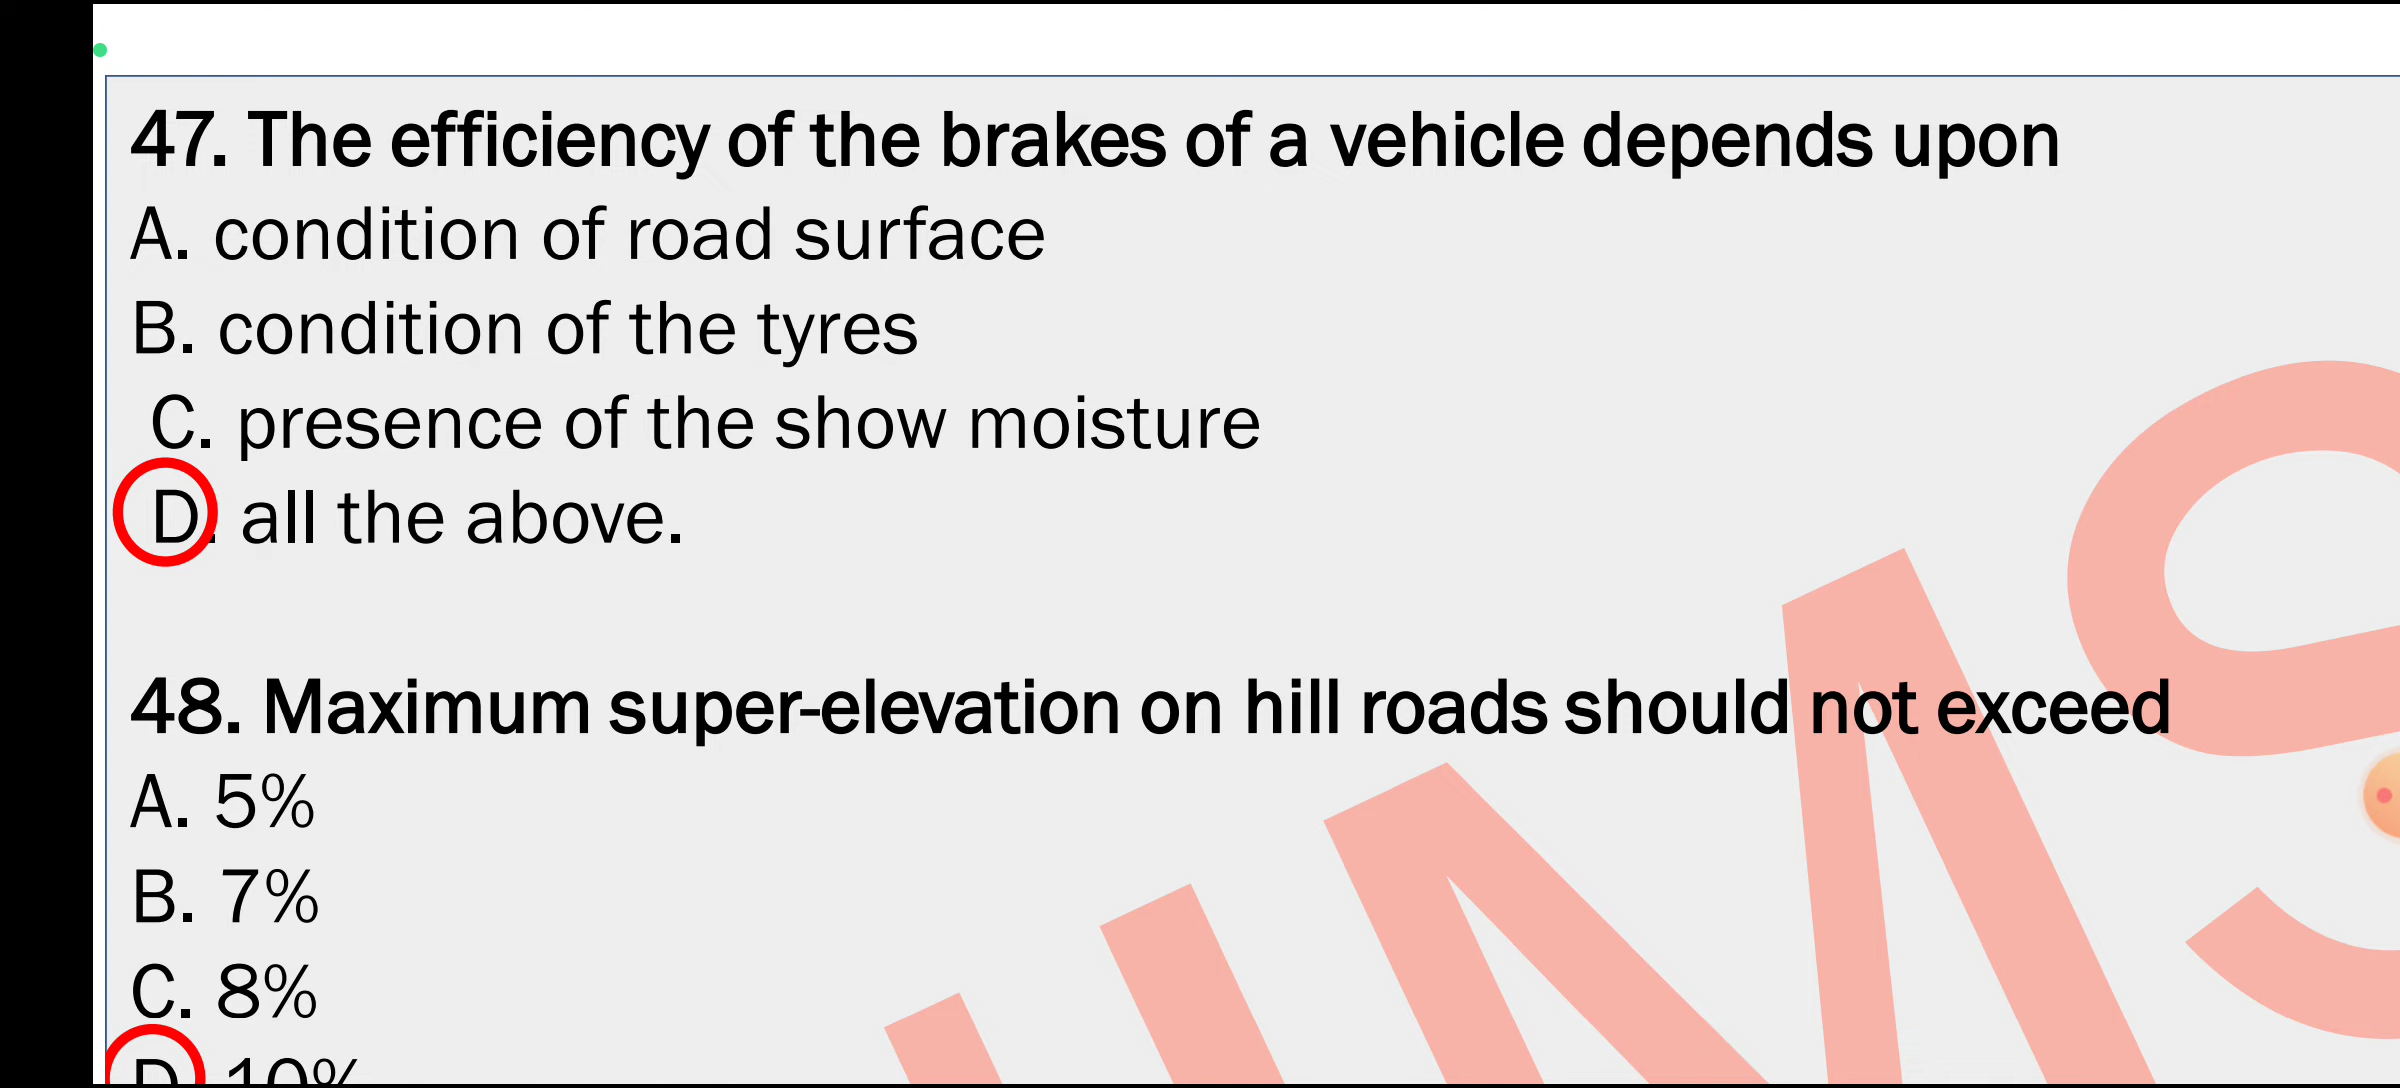 47. The efficiency of the brakes of a vehicle depends upon
A. condition of road surface
B. condition of the tyres
C. presence of the show moisture
D. all the above.
48. Maximum super-elevation on hill roads should not exceed
A. 5%
B. 7%
C. 8%
D. 10%